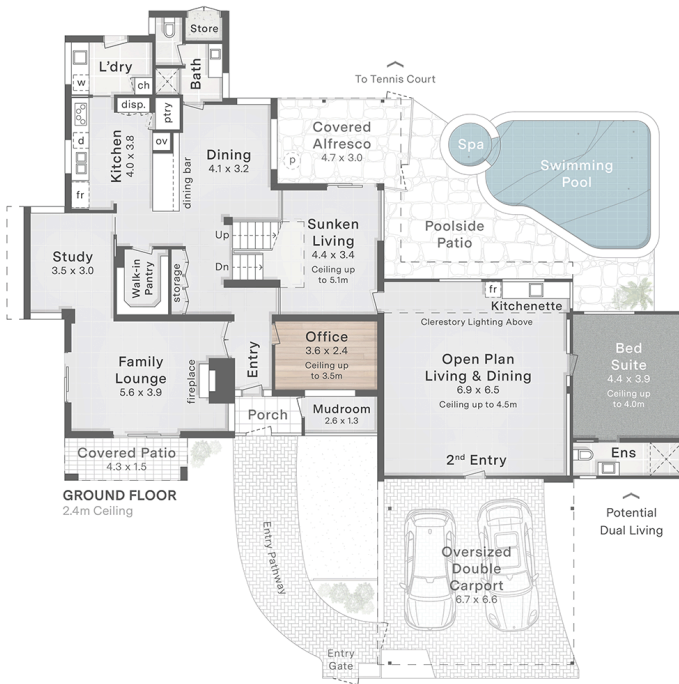 Store
L'dry
Bath
w
ch
To Tennis Court
disp.
ptry
Covered
Alfresco
4.7 x 3.0
Kitchen
4.0 x 3.8
d
ov
Dining
4.1 x 3.2
p
Spa
Swimming
Pool
dining bar
fr
Sunken
Living
4.4 x 3.4
Ceiling up
to 5.1m
Up
Dn
Poolside
Patio
Study
3.5 x 3.0
Walk-in
Pantry
storage
fr
Kitchenette
Clerestory Lighting Above
Office
3.6 x 2.4
Ceiling up
to 3.5m
Family
Lounge
5.6 x 3.9
fireplace
Entry
Open Plan
Living & Dining
6.9 x 6.5
Ceiling up to 4.5m
Bed
Suite
4.4 x 3.9
Ceiling up
to 4.0m
Porch
Mudroom
2.6 x 1.3
Covered Patio
4.3 x 1.5
2nd Entry
Ens
GROUND FLOOR
2.4m Ceiling
Potential
Dual Living
Entry Pathway
Oversized
Double
Carport
6.7 x 6.6
Entry
Gate